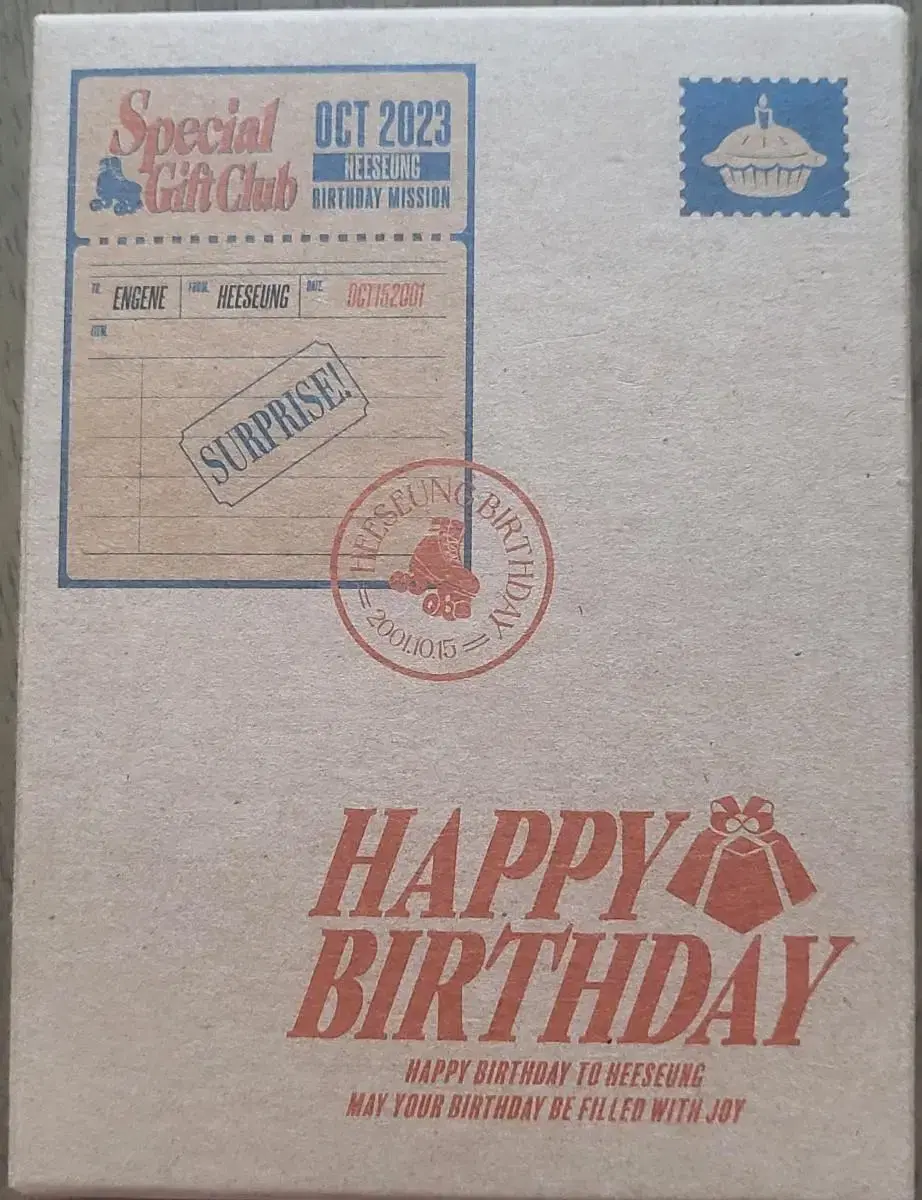 Special
Gift Club
OCT 2023
HEESEUNG
BIRTHDAY MISSION
TO. ENGENE FROM. HEESEUNG DATE. OCT152001
ITEM.
SURPRISE!
HEESEUNG BIRTHDAY
2001.10.15
HAPPY
BIRTHDAY
HAPPY BIRTHDAY TO HEESEUNG
MAY YOUR BIRTHDAY BE FILLED WITH JOY